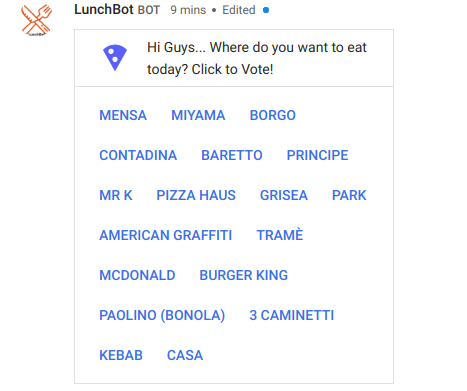 LunchBot BOT 9 mins • Edited
Hi Guys... Where do you want to eat
today? Click to Vote!
MENSA MIYAMA BORGO
CONTADINA BARETTO PRINCIPE
MR K PIZZA HAUS GRISEA PARK
AMERICAN GRAFFITI TRAMÈ
MCDONALD BURGER KING
PAOLINO (BONOLA) 3 CAMINETTI
KEBAB CASA